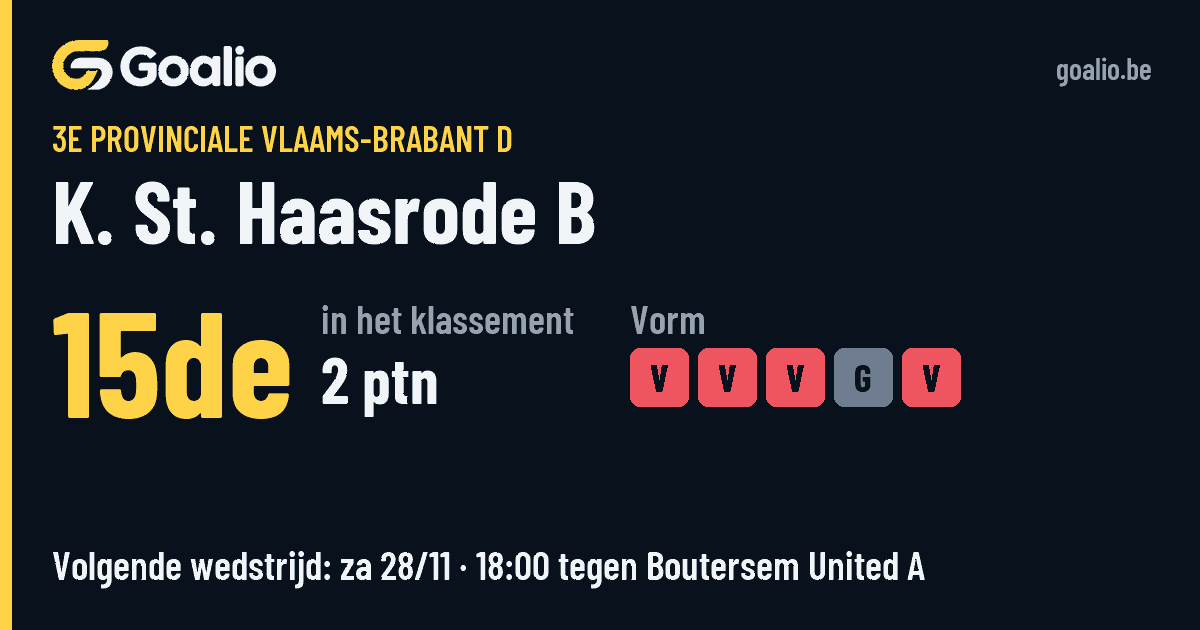 Goalio
goalio.be
3E PROVINCIALE VLAAMS-BRABANT D
K. St. Haasrode B
15de
in het klassement
2 ptn
Vorm
V V V G V
Volgende wedstrijd: za 28/11 · 18:00 tegen Boutersem United A